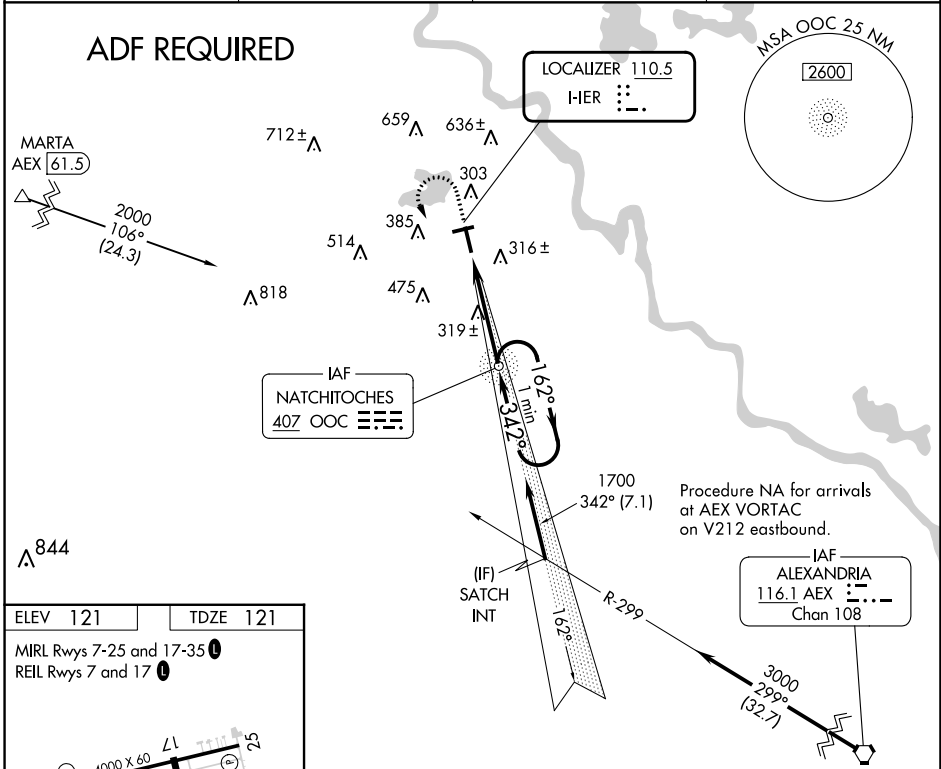 ADF REQUIRED
LOCALIZER 110.5
I-IER
MSA OOC 25 NM
2600
MARTA
AEX 61.5
2000
106°
(24.3)
712±
659
636±
303
385
514
316±
818
475
319±
IAF
NATCHITOCHES
407 OOC
162°
1 min
342°
1700
342° (7.1)
Procedure NA for arrivals
at AEX VORTAC
on V212 eastbound.
844
(IF)
SATCH
INT
R-299
162°
IAF
ALEXANDRIA
116.1 AEX
Chan 108
3000
299°
(32.7)
ELEV 121
TDZE 121
MIRL Rwys 7-25 and 17-35 L
REIL Rwys 7 and 17 L
4000 X 60
17
25
P